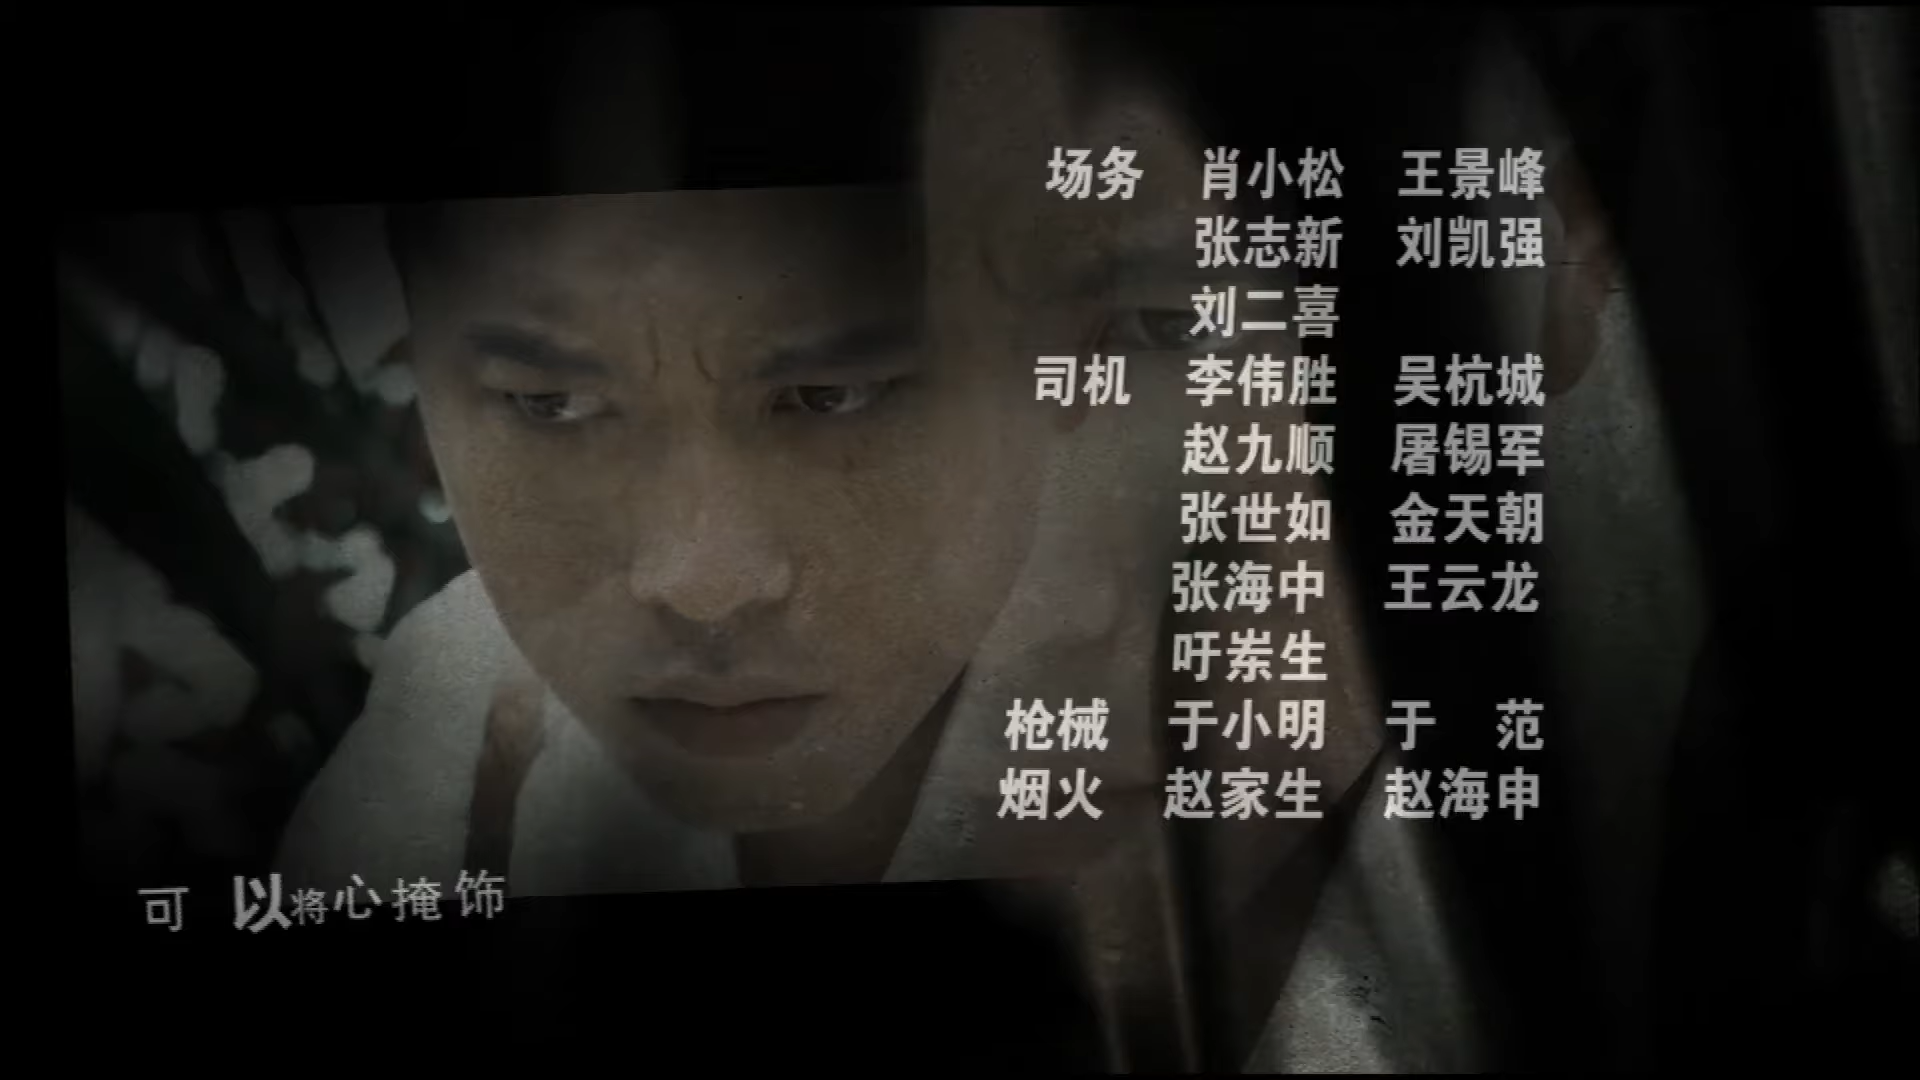 场务 肖小松 王景峰
张志新 刘凯强
刘二喜
司机 李伟胜 吴杭城
赵九顺 屠锡军
张世如 金天朝
张海中 王云龙
吁岽生
枪械 于小明 于 范
烟火 赵家生 赵海申
可 以将心掩饰